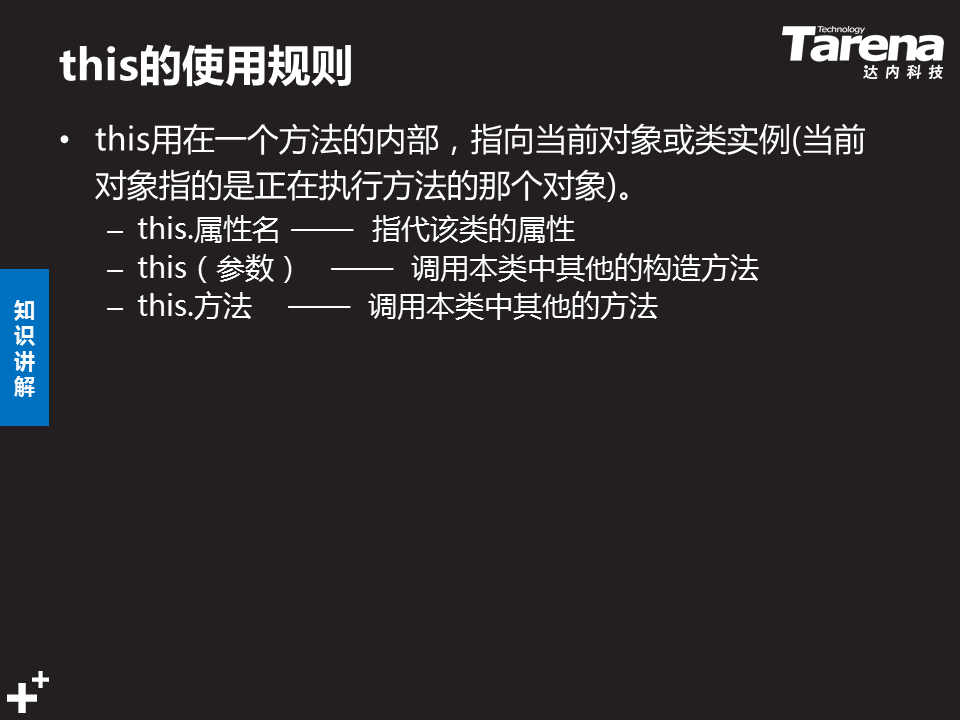 this的使用规则
Technology
Tarena
达内科技
• this用在一个方法的内部，指向当前对象或类实例(当前
对象指的是正在执行方法的那个对象)。
– this.属性名 —— 指代该类的属性
– this（参数） —— 调用本类中其他的构造方法
– this.方法 —— 调用本类中其他的方法
知
识
讲
解